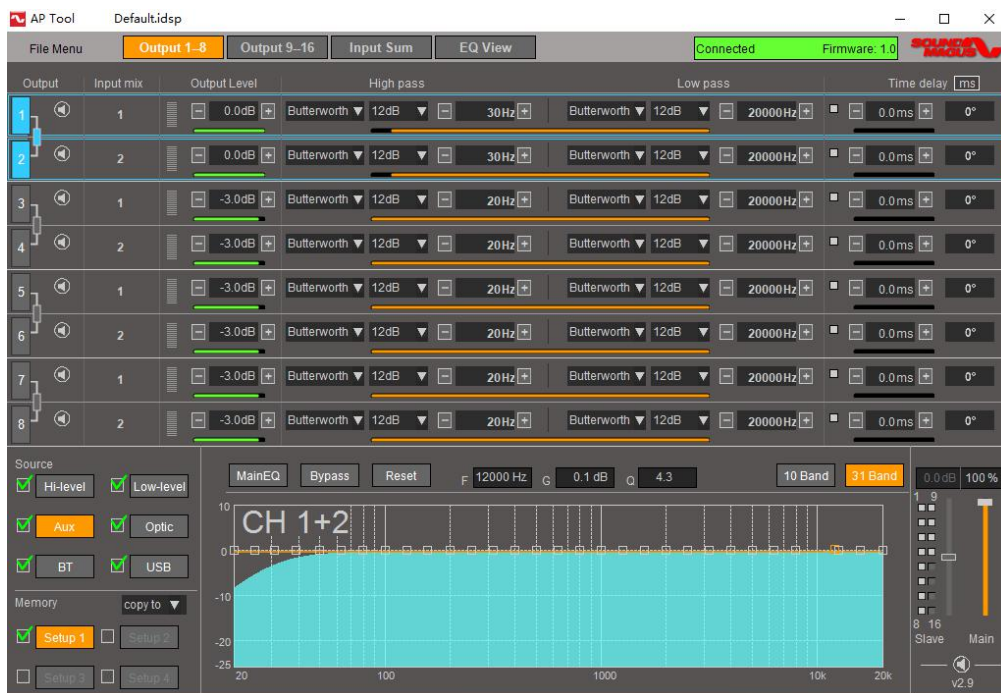 AP Tool Default.idsp
File Menu Output 1–8 Output 9–16 Input Sum EQ View Connected Firmware: 1.0 SOUND MAGUS
Output Input mix Output Level High pass Low pass Time delay ms
1 1 0.0dB Butterworth 12dB 30Hz Butterworth 12dB 20000Hz 0.0ms 0°
2 2 0.0dB Butterworth 12dB 30Hz Butterworth 12dB 20000Hz 0.0ms 0°
3 1 -3.0dB Butterworth 12dB 20Hz Butterworth 12dB 20000Hz 0.0ms 0°
4 2 -3.0dB Butterworth 12dB 20Hz Butterworth 12dB 20000Hz 0.0ms 0°
5 1 -3.0dB Butterworth 12dB 20Hz Butterworth 12dB 20000Hz 0.0ms 0°
6 2 -3.0dB Butterworth 12dB 20Hz Butterworth 12dB 20000Hz 0.0ms 0°
7 1 -3.0dB Butterworth 12dB 20Hz Butterworth 12dB 20000Hz 0.0ms 0°
8 2 -3.0dB Butterworth 12dB 20Hz Butterworth 12dB 20000Hz 0.0ms 0°
Source
Hi-level Low-level
Aux Optic
BT USB
Memory copy to
Setup 1 Setup 2
Setup 3 Setup 4
MainEQ Bypass Reset F 12000 Hz G 0.1 dB Q 4.3 10 Band 31 Band
CH 1+2
10
0
-10
-20
-25
20 100 1000 10k 20k
0.0dB 100 %
1 9
8 16
Slave Main
v2.9